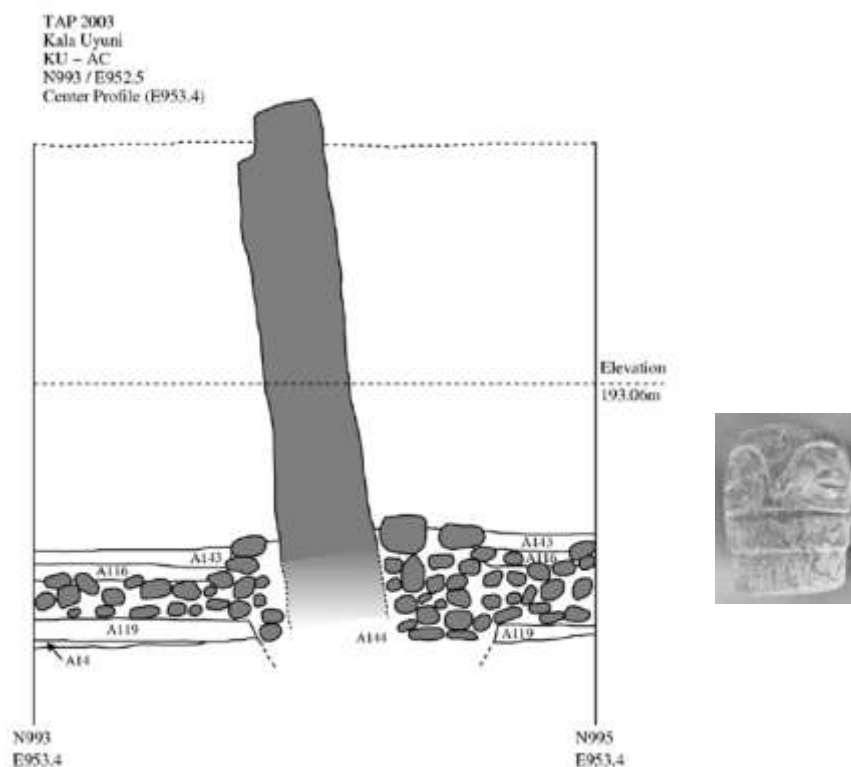 TAP 2003
Kala Uyuni
KU – AC
N993 / E952.5
Center Profile (E953.4)
Elevation
193.06m
A143
A143
A116
A116
A119
A144
A119
A14
N993
E953.4
N995
E953.4